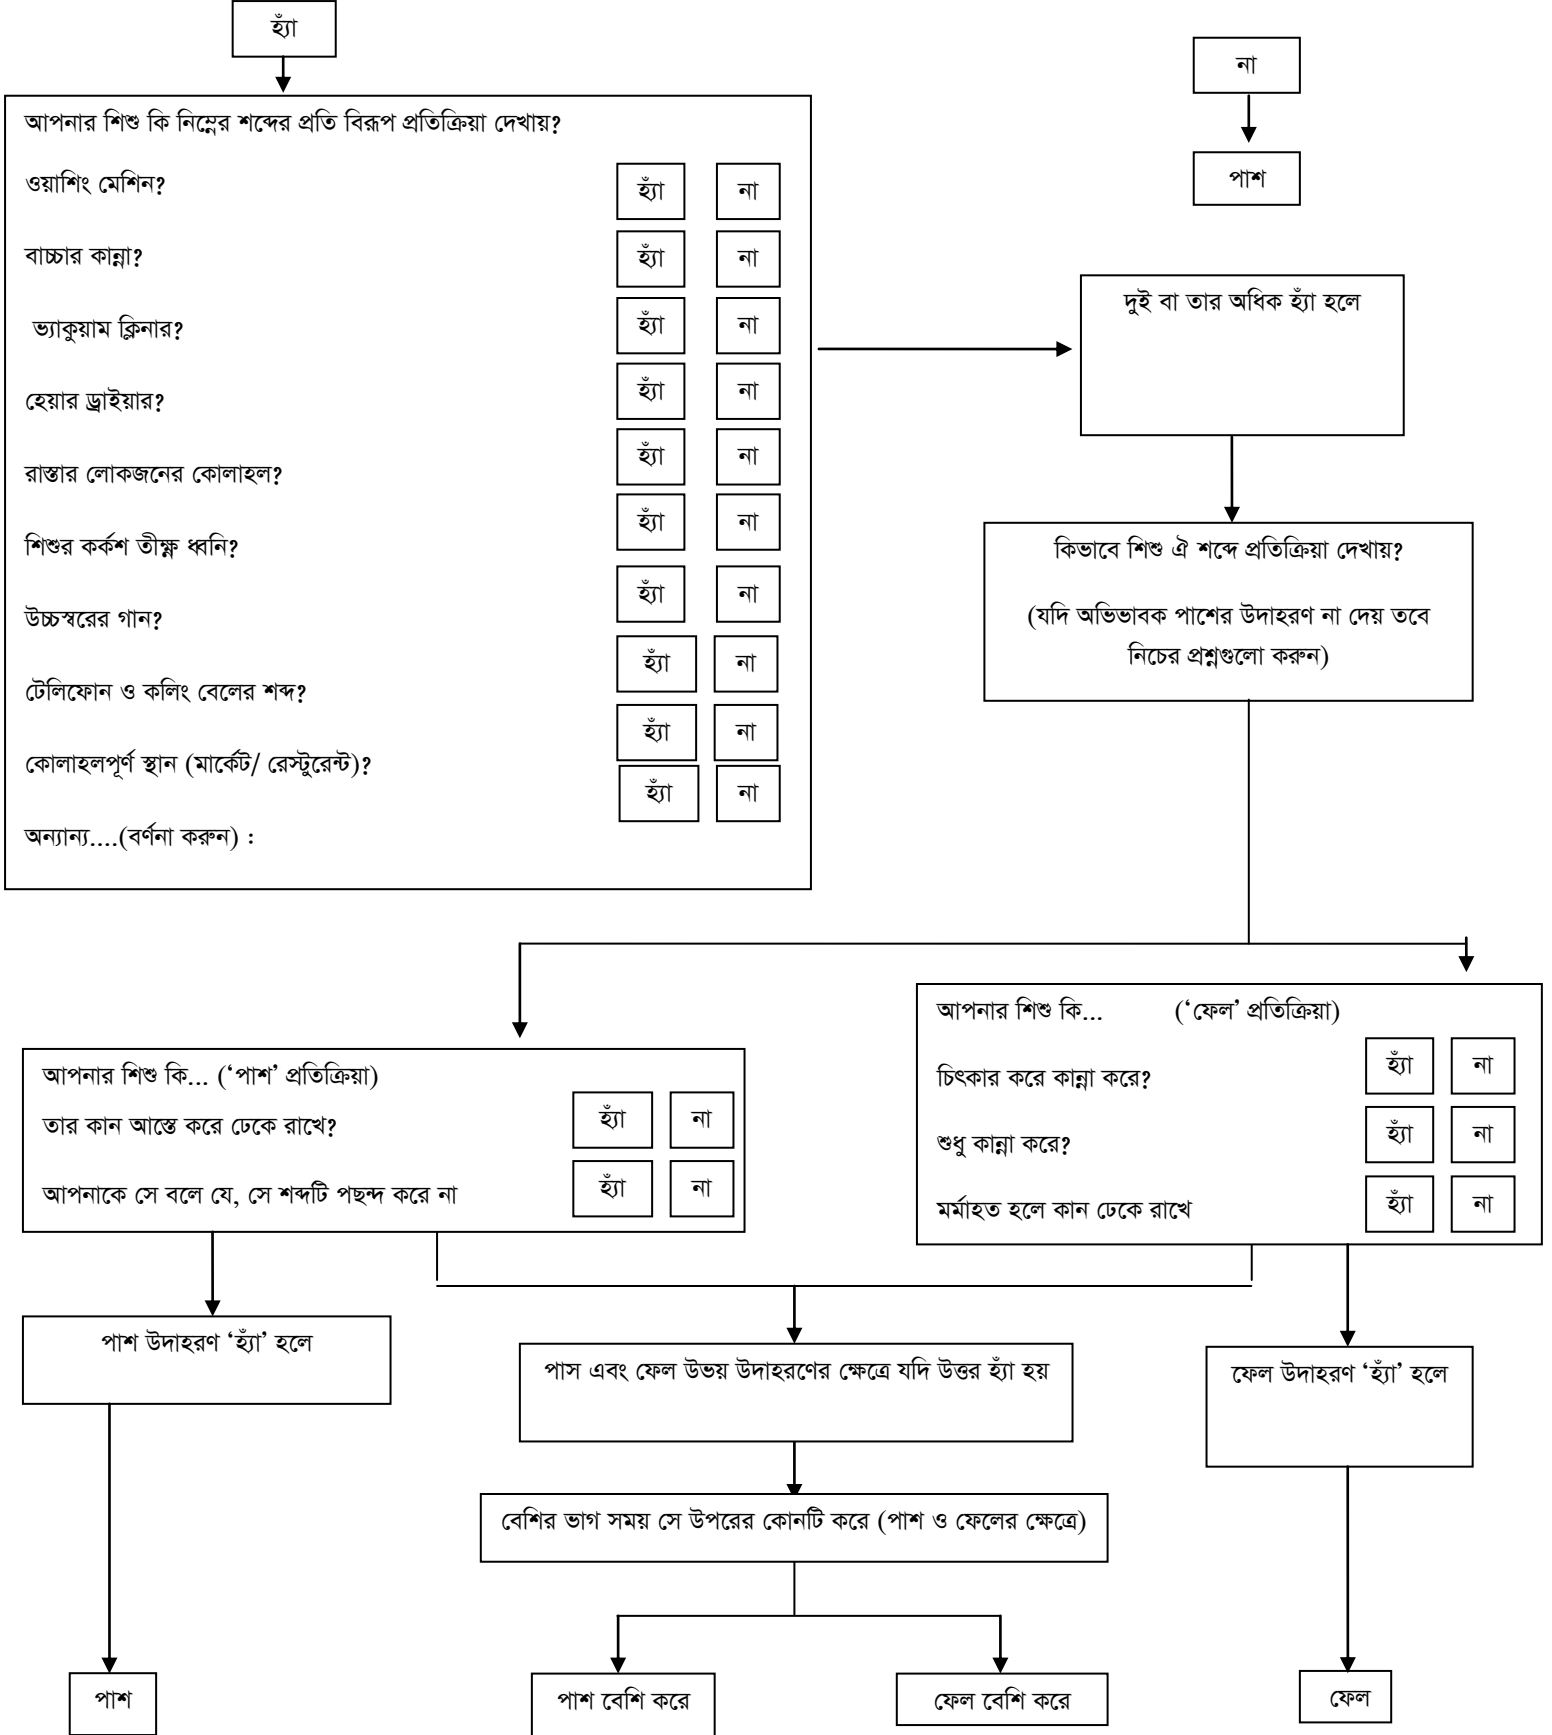 হ্যাঁ
না
পাশ
আপনার শিশু কি নিম্নের শব্দের প্রতি বিরূপ প্রতিক্রিয়া দেখায়?
ওয়াশিং মেশিন?
হ্যাঁ না
বাচ্চার কান্না?
হ্যাঁ না
ভ্যাকুয়াম ক্লিনার?
হ্যাঁ না
হেয়ার ড্রাইয়ার?
হ্যাঁ না
রাস্তার লোকজনের কোলাহল?
হ্যাঁ না
শিশুর কর্কশ তীক্ষ্ণ ধ্বনি?
হ্যাঁ না
উচ্চস্বরের গান?
হ্যাঁ না
টেলিফোন ও কলিং বেলের শব্দ?
হ্যাঁ না
কোলাহলপূর্ণ স্থান (মার্কেট/ রেস্টুরেন্ট)?
হ্যাঁ না
অন্যান্য....(বর্ণনা করুন) :
হ্যাঁ না
দুই বা তার অধিক হ্যাঁ হলে
কিভাবে শিশু ঐ শব্দে প্রতিক্রিয়া দেখায়?
(যদি অভিভাবক পাশের উদাহরণ না দেয় তবে
নিচের প্রশ্নগুলো করুন)
আপনার শিশু কি... (‘পাশ’ প্রতিক্রিয়া)
তার কান আস্তে করে ঢেকে রাখে?
হ্যাঁ না
আপনাকে সে বলে যে, সে শব্দটি পছন্দ করে না
হ্যাঁ না
আপনার শিশু কি... (‘ফেল’ প্রতিক্রিয়া)
চিৎকার করে কান্না করে?
হ্যাঁ না
শুধু কান্না করে?
হ্যাঁ না
মর্মাহত হলে কান ঢেকে রাখে
হ্যাঁ না
পাশ উদাহরণ ‘হ্যাঁ’ হলে
পাস এবং ফেল উভয় উদাহরণের ক্ষেত্রে যদি উত্তর হ্যাঁ হয়
ফেল উদাহরণ ‘হ্যাঁ’ হলে
বেশির ভাগ সময় সে উপরের কোনটি করে (পাশ ও ফেলের ক্ষেত্রে)
পাশ
পাশ বেশি করে
ফেল বেশি করে
ফেল